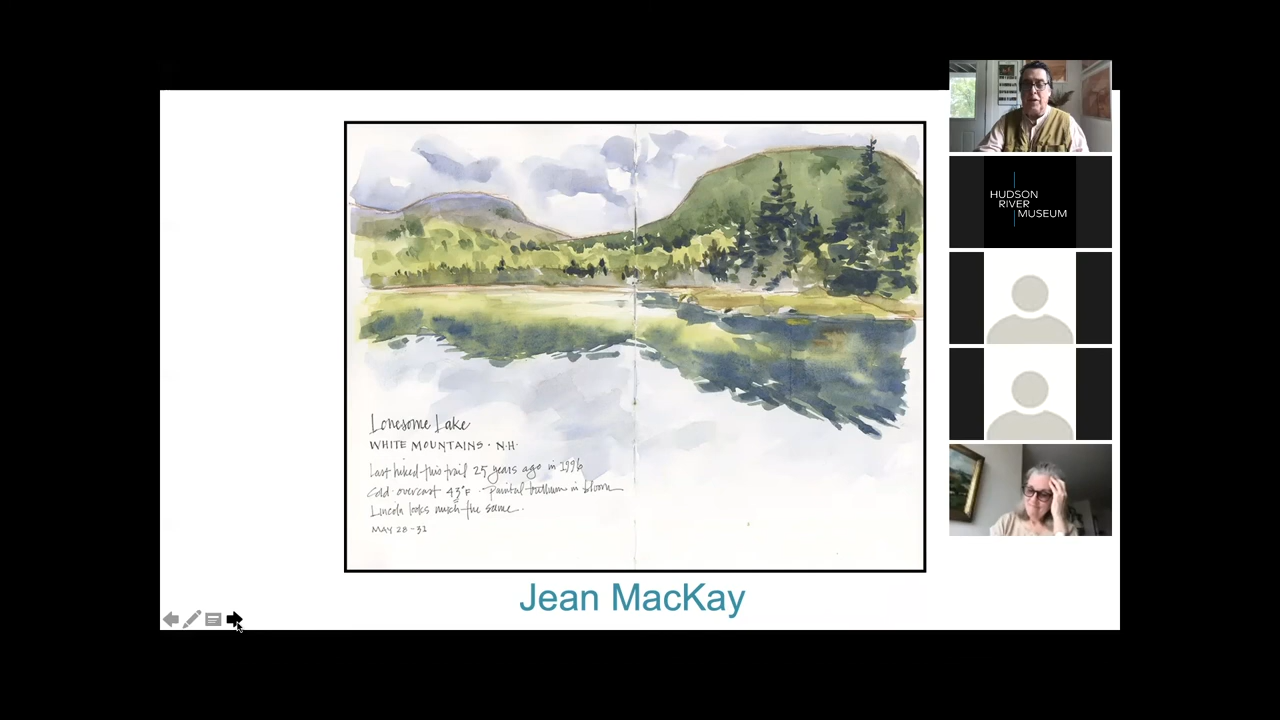 Lonesome Lake
WHITE MOUNTAINS · N.H.
Last hiked this trail 25 years ago in 1996
Cold · overcast 43°F · Painted trillium in bloom
Lincoln looks much the same.
MAY 28-31
Jean MacKay
HUDSON
RIVER
MUSEUM